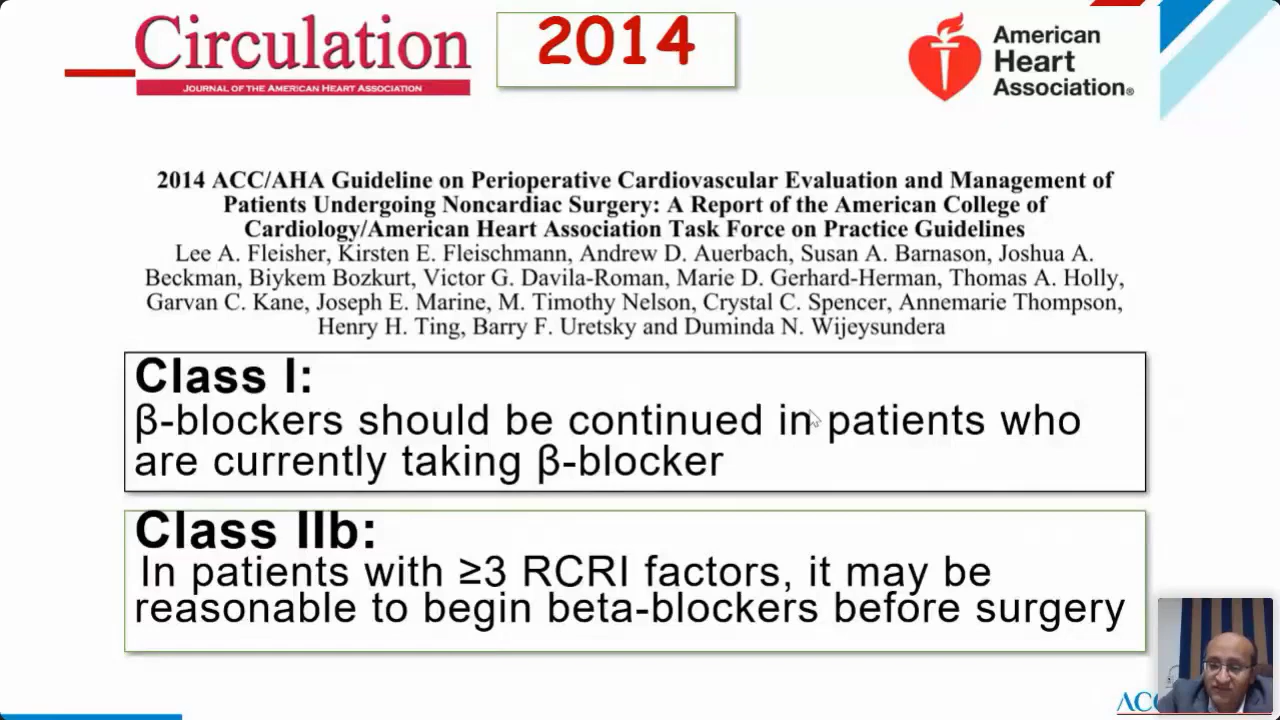 Circulation
JOURNAL OF THE AMERICAN HEART ASSOCIATION
2014
American
Heart
Association®
2014 ACC/AHA Guideline on Perioperative Cardiovascular Evaluation and Management of
Patients Undergoing Noncardiac Surgery: A Report of the American College of
Cardiology/American Heart Association Task Force on Practice Guidelines
Lee A. Fleisher, Kirsten E. Fleischmann, Andrew D. Auerbach, Susan A. Barnason, Joshua A.
Beckman, Biykem Bozkurt, Victor G. Davila-Roman, Marie D. Gerhard-Herman, Thomas A. Holly,
Garvan C. Kane, Joseph E. Marine, M. Timothy Nelson, Crystal C. Spencer, Annemarie Thompson,
Henry H. Ting, Barry F. Uretsky and Duminda N. Wijeysundera
Class I:
β-blockers should be continued in patients who
are currently taking β-blocker
Class IIb:
In patients with ≥3 RCRI factors, it may be
reasonable to begin beta-blockers before surgery